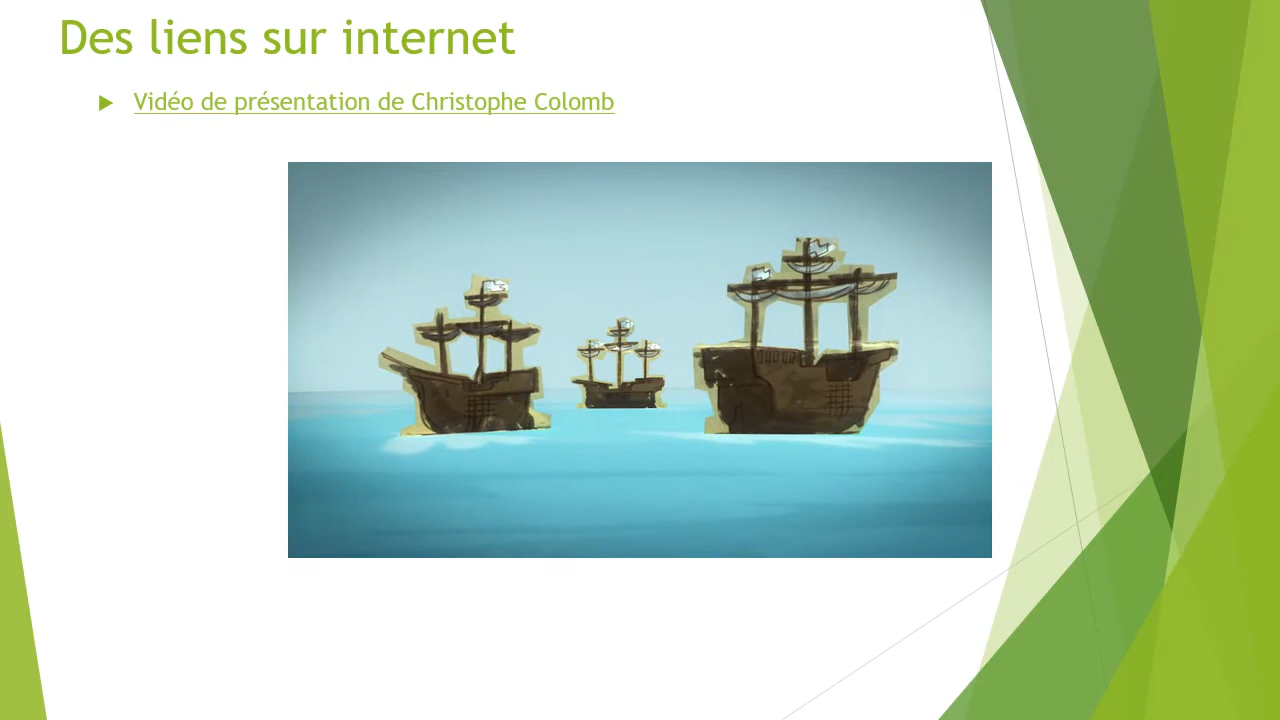 Des liens sur internet
Vidéo de présentation de Christophe Colomb